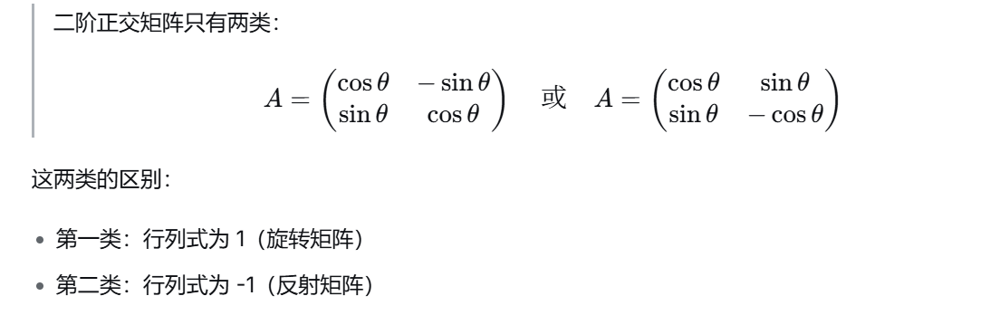 二阶正交矩阵只有两类：
A = \begin{pmatrix} \cos\theta & -\sin\theta \\ \sin\theta & \cos\theta \end{pmatrix} 或 A = \begin{pmatrix} \cos\theta & \sin\theta \\ \sin\theta & -\cos\theta \end{pmatrix}
这两类的区别：
• 第一类：行列式为 1（旋转矩阵）
• 第二类：行列式为 -1（反射矩阵）